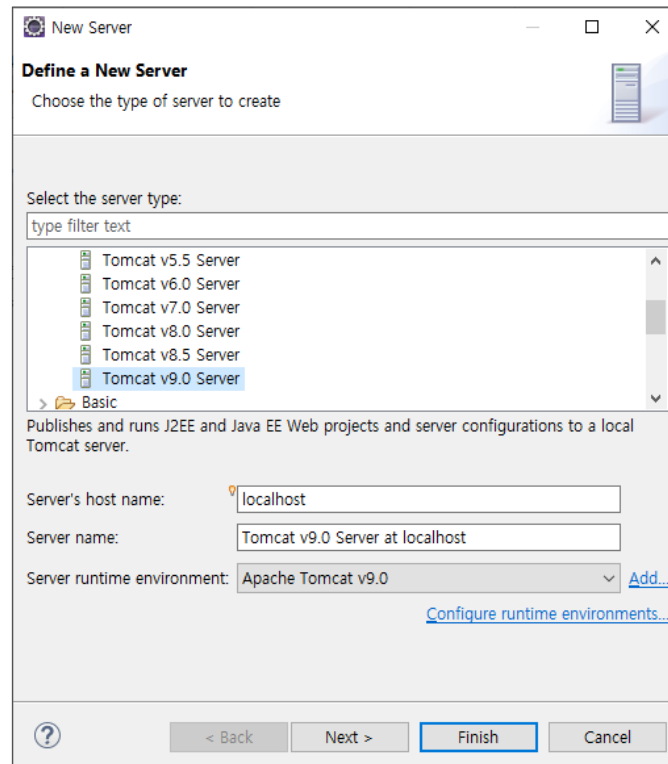 New Server
Define a New Server
Choose the type of server to create
Select the server type:
type filter text
Tomcat v5.5 Server
Tomcat v6.0 Server
Tomcat v7.0 Server
Tomcat v8.0 Server
Tomcat v8.5 Server
Tomcat v9.0 Server
Basic
Publishes and runs J2EE and Java EE Web projects and server configurations to a local
Tomcat server.
Server's host name: localhost
Server name: Tomcat v9.0 Server at localhost
Server runtime environment: Apache Tomcat v9.0 Add...
Configure runtime environments...
? < Back Next > Finish Cancel